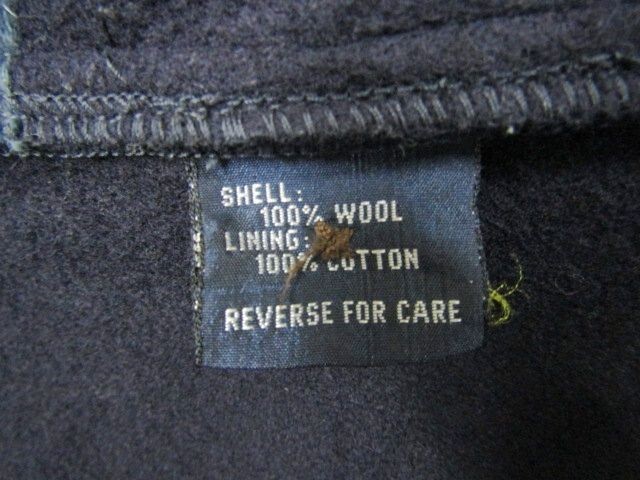 SHELL:
100% WOOL
LINING:
100% COTTON
REVERSE FOR CARE